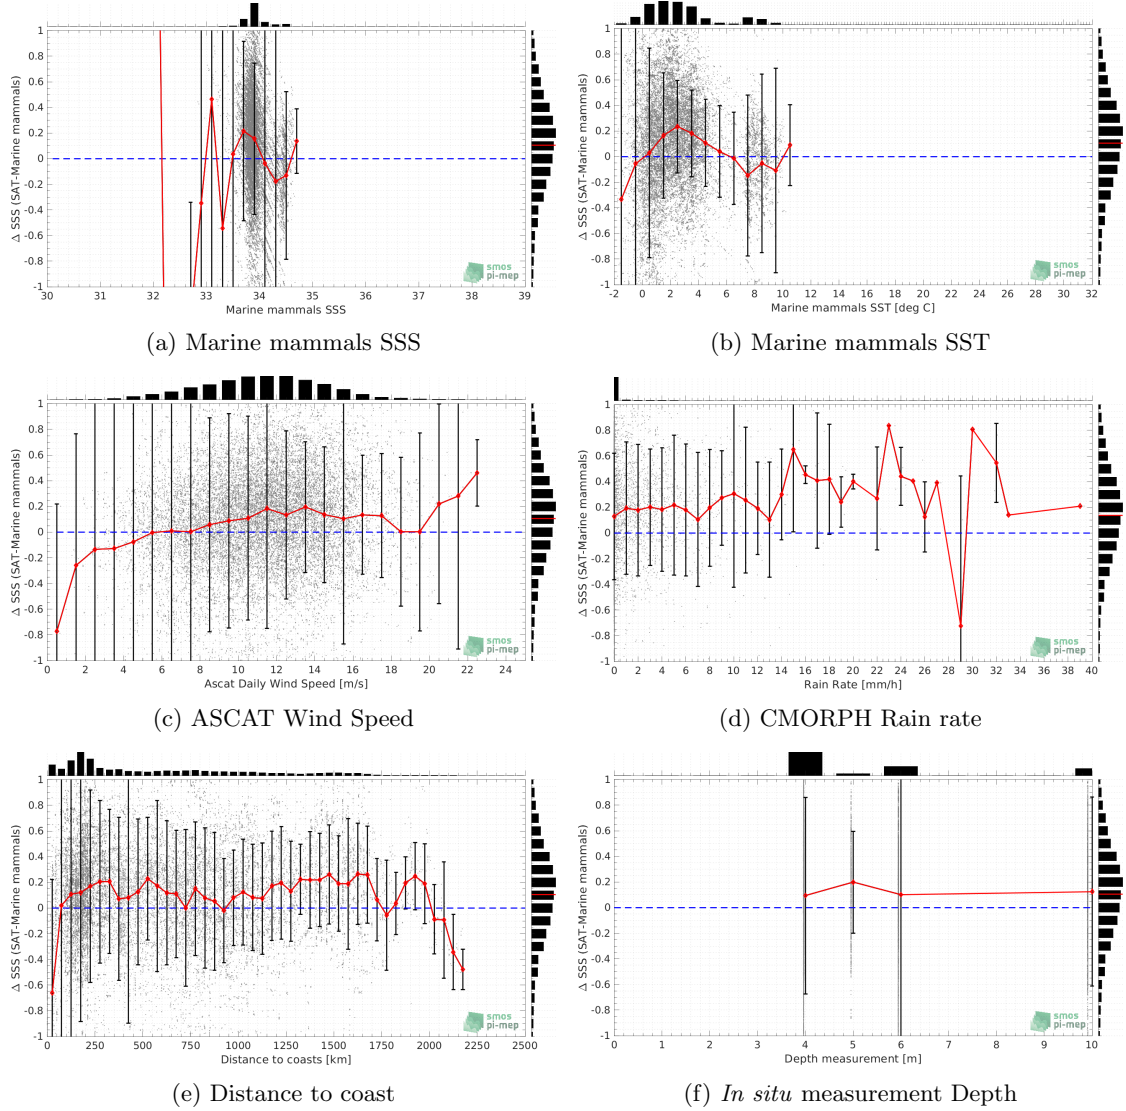 1
0.8
0.6
0.4
0.2
0
-0.2
-0.4
-0.6
-0.8
-1
Δ SSS (SAT-Marine mammals)
30 31 32 33 34 35 36 37 38 39
Marine mammals SSS
smos
pi-mep
(a) Marine mammals SSS
1
0.8
0.6
0.4
0.2
0
-0.2
-0.4
-0.6
-0.8
-1
Δ SSS (SAT-Marine mammals)
-2 0 2 4 6 8 10 12 14 16 18 20 22 24 26 28 30 32
Marine mammals SST [deg C]
smos
pi-mep
(b) Marine mammals SST
1
0.8
0.6
0.4
0.2
0
-0.2
-0.4
-0.6
-0.8
-1
Δ SSS (SAT-Marine mammals)
0 2 4 6 8 10 12 14 16 18 20 22 24
Ascat Daily Wind Speed [m/s]
smos
pi-mep
(c) ASCAT Wind Speed
1
0.8
0.6
0.4
0.2
0
-0.2
-0.4
-0.6
-0.8
-1
Δ SSS (SAT-Marine mammals)
0 2 4 6 8 10 12 14 16 18 20 22 24 26 28 30 32 34 36 38 40
Rain Rate [mm/h]
smos
pi-mep
(d) CMORPH Rain rate
1
0.8
0.6
0.4
0.2
0
-0.2
-0.4
-0.6
-0.8
-1
Δ SSS (SAT-Marine mammals)
0 250 500 750 1000 1250 1500 1750 2000 2250 2500
Distance to coasts [km]
smos
pi-mep
(e) Distance to coast
1
0.8
0.6
0.4
0.2
0
-0.2
-0.4
-0.6
-0.8
-1
Δ SSS (SAT-Marine mammals)
0 1 2 3 4 5 6 7 8 9 10
Depth measurement [m]
smos
pi-mep
(f) In situ measurement Depth